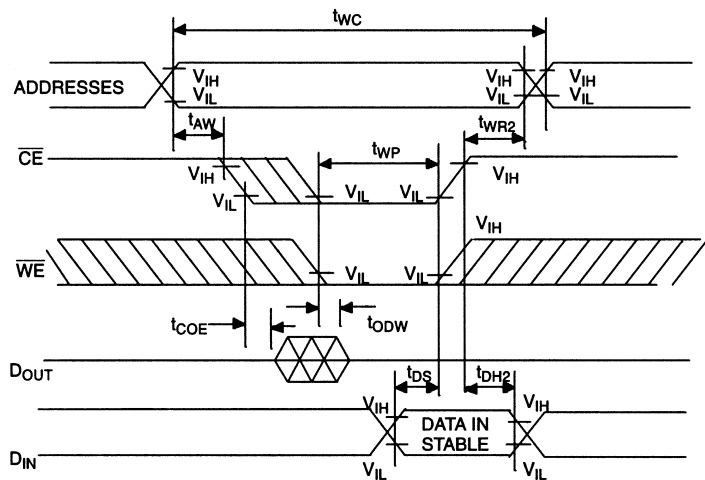 tWC
ADDRESSES
VIH VIH VIH
VIL VIL VIL
tAW tWR2
CE
tWP
VIH VIH
VIL VIL VIL
VIH
WE
VIL VIL
tCOE tODW
DOUT
tDS tDH2
VIH VIH
DATA IN
STABLE
DIN
VIL VIL